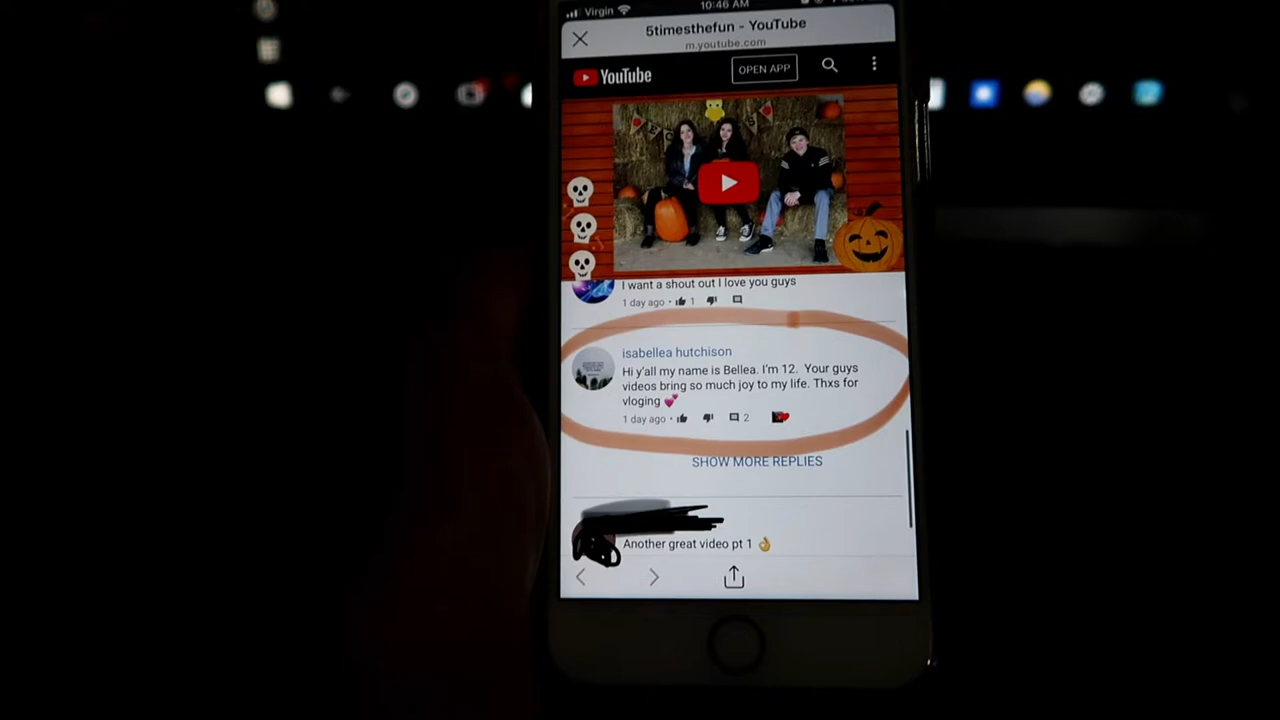 Virgin 10:46 AM
5timesthefun - YouTube
m.youtube.com
YouTube OPEN APP
I want a shout out I love you guys
1 day ago • 1
isabellea hutchison
Hi y'all my name is Bellea. I'm 12. Your guys
videos bring so much joy to my life. Thxs for
vloging 💕
1 day ago • 2
SHOW MORE REPLIES
Another great video pt 1 👌